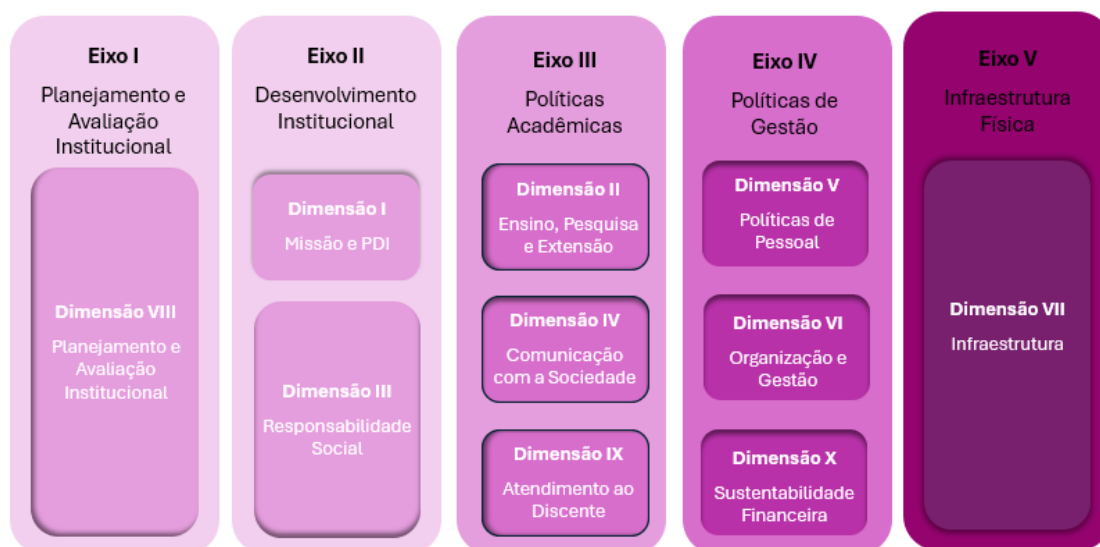 Eixo I
Planejamento e
Avaliação
Institucional
Dimensão VIII
Planejamento e
Avaliação
Institucional
Eixo II
Desenvolvimento
Institucional
Dimensão I
Missão e PDI
Dimensão III
Responsabilidade
Social
Eixo III
Políticas
Acadêmicas
Dimensão II
Ensino, Pesquisa
e Extensão
Dimensão IV
Comunicação
com a Sociedade
Dimensão IX
Atendimento ao
Discente
Eixo IV
Políticas de
Gestão
Dimensão V
Políticas de
Pessoal
Dimensão VI
Organização e
Gestão
Dimensão X
Sustentabilidade
Financeira
Eixo V
Infraestrutura
Física
Dimensão VII
Infraestrutura